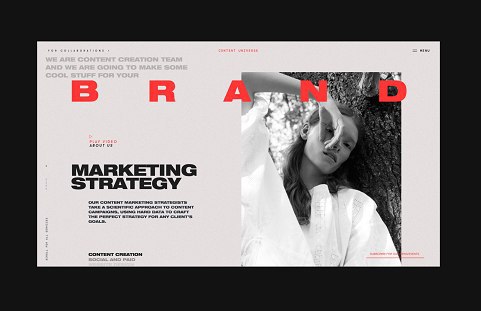 FOR COLLABORATIONS
CONTENT UNIVERSE
MENU
WE ARE CONTENT CREATION TEAM
AND WE ARE GOING TO MAKE SOME
COOL STUFF FOR YOUR
BRAND
PLAY VIDEO
ABOUT US
MARKETING
STRATEGY
OUR CONTENT MARKETING STRATEGISTS
TAKE A SCIENTIFIC APPROACH TO CONTENT
CAMPAIGNS, USING HARD DATA TO CRAFT
THE PERFECT STRATEGY FOR ANY CLIENT'S
GOALS.
CONTENT CREATION
SOCIAL AND PAID